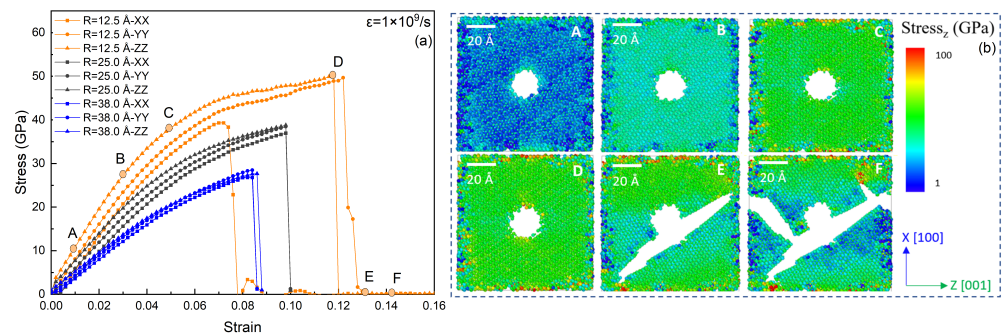 R=12.5 Å-XX
R=12.5 Å-YY
R=12.5 Å-ZZ
R=25.0 Å-XX
R=25.0 Å-YY
R=25.0 Å-ZZ
R=38.0 Å-XX
R=38.0 Å-YY
R=38.0 Å-ZZ
ε=1×10⁹/s
(a)
A
B
C
D
E
F
60
50
40
30
20
10
0
0.00
0.02
0.04
0.06
0.08
0.10
0.12
0.14
0.16
Stress (GPa)
Strain
20 Å
A
20 Å
B
20 Å
C
20 Å
D
20 Å
E
20 Å
F
Stress_z (GPa)
(b)
100
1
X [100]
Z [001]